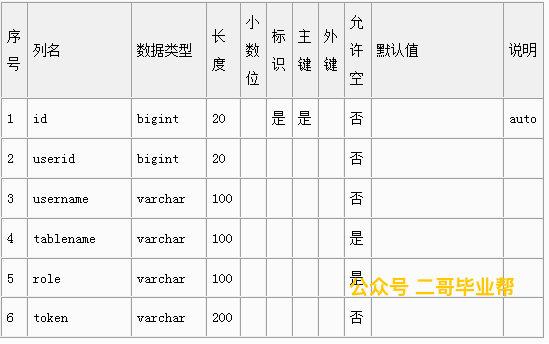 序号 列名 数据类型 长度 小数位 标识 主键 外键 允许空 默认值 说明
1 id bigint 20 是 是 否 auto
2 userid bigint 20 否
3 username varchar 100 否
4 tablename varchar 100 是
5 role varchar 100 是
公众号 二哥毕业帮
6 token varchar 200 否